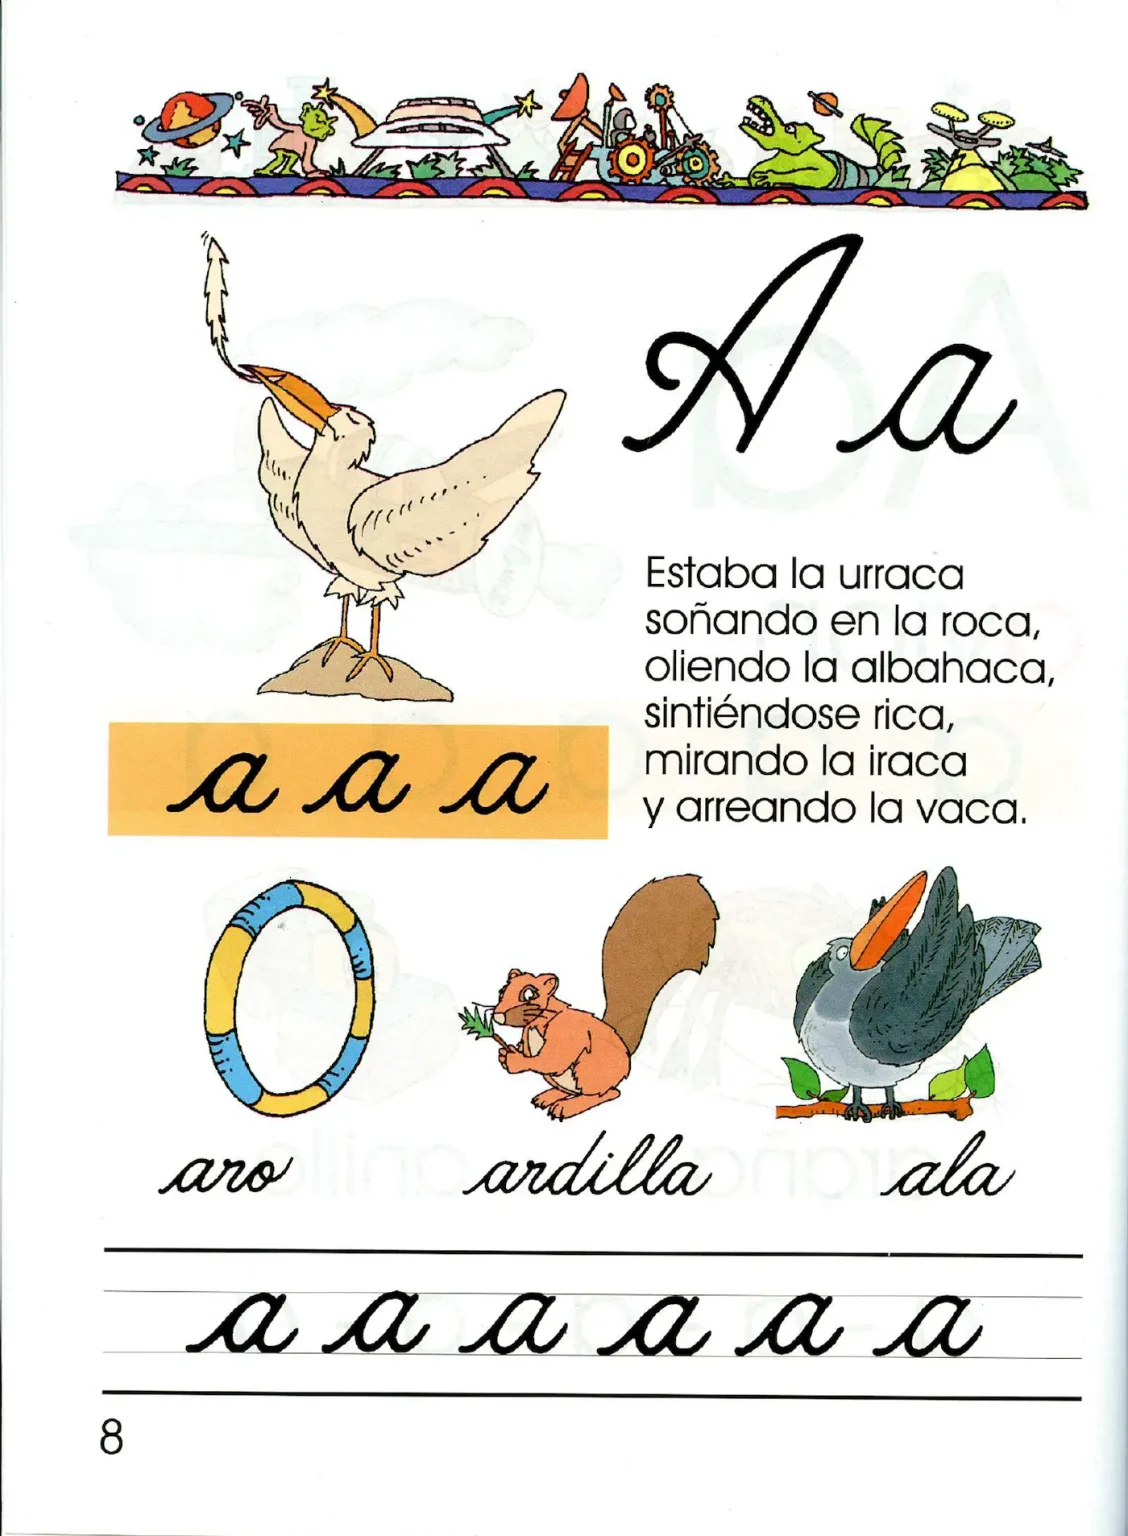 A a
Estaba la urraca
soñando en la roca,
oliendo la albahaca,
sintiéndose rica,
mirando la iraca
y arreando la vaca.
a a a
aro ardilla ala
a a a a a a
8